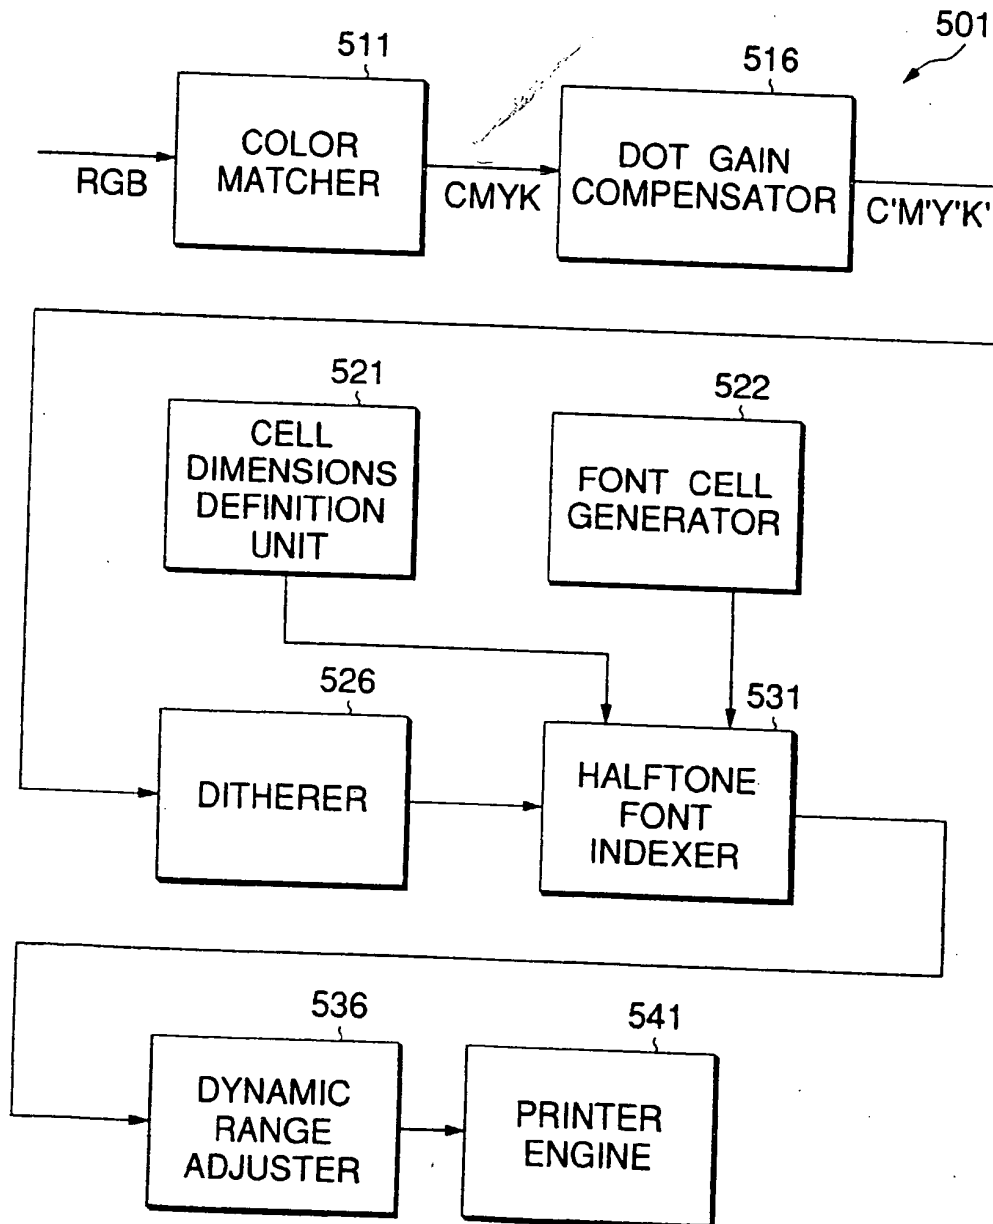 501
511
516
COLOR
MATCHER
DOT GAIN
COMPENSATOR
RGB
CMYK
C'M'Y'K'
521
522
CELL
DIMENSIONS
DEFINITION
UNIT
FONT CELL
GENERATOR
526
531
DITHERER
HALFTONE
FONT
INDEXER
536
541
DYNAMIC
RANGE
ADJUSTER
PRINTER
ENGINE